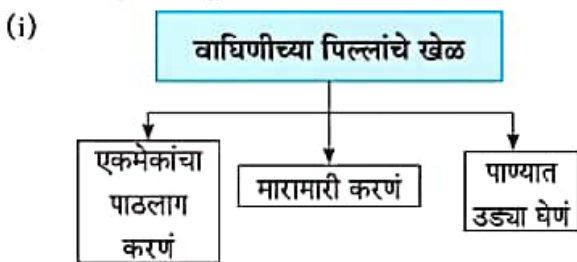 (i)
वाघिणीच्या पिल्लांचे खेळ
एकमेकांचा
पाठलाग
करणं
मारामारी करणं
पाण्यात
उड्या घेणं